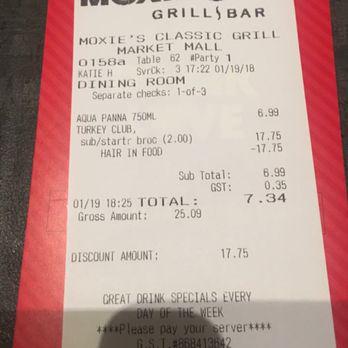 GRILL BAR
MOXIE'S CLASSIC GRILL
MARKET MALL
0158a Table 62 #Party 1
KATIE H SvrCk: 3 17:22 01/19/18
DINING ROOM
Separate checks: 1-of-3
AQUA PANNA 750ML 6.99
TURKEY CLUB,
sub/startr broc (2.00) 17.75
HAIR IN FOOD -17.75
Sub Total: 6.99
GST: 0.35
01/19 18:25 TOTAL: 7.34
Gross Amount: 25.09
DISCOUNT AMOUNT: 17.75
GREAT DRINK SPECIALS EVERY
DAY OF THE WEEK
****Please pay your server****
G.S.T.#868413642